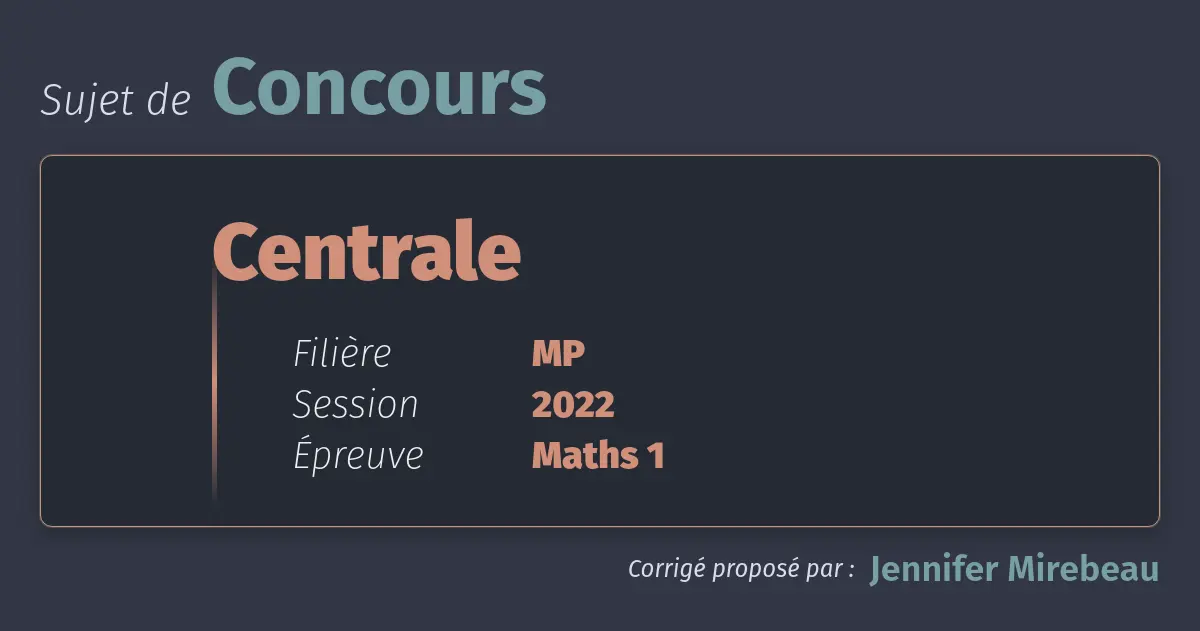 Sujet de Concours
Centrale
Filière MP
Session 2022
Épreuve Maths 1
Corrigé proposé par : Jennifer Mirebeau